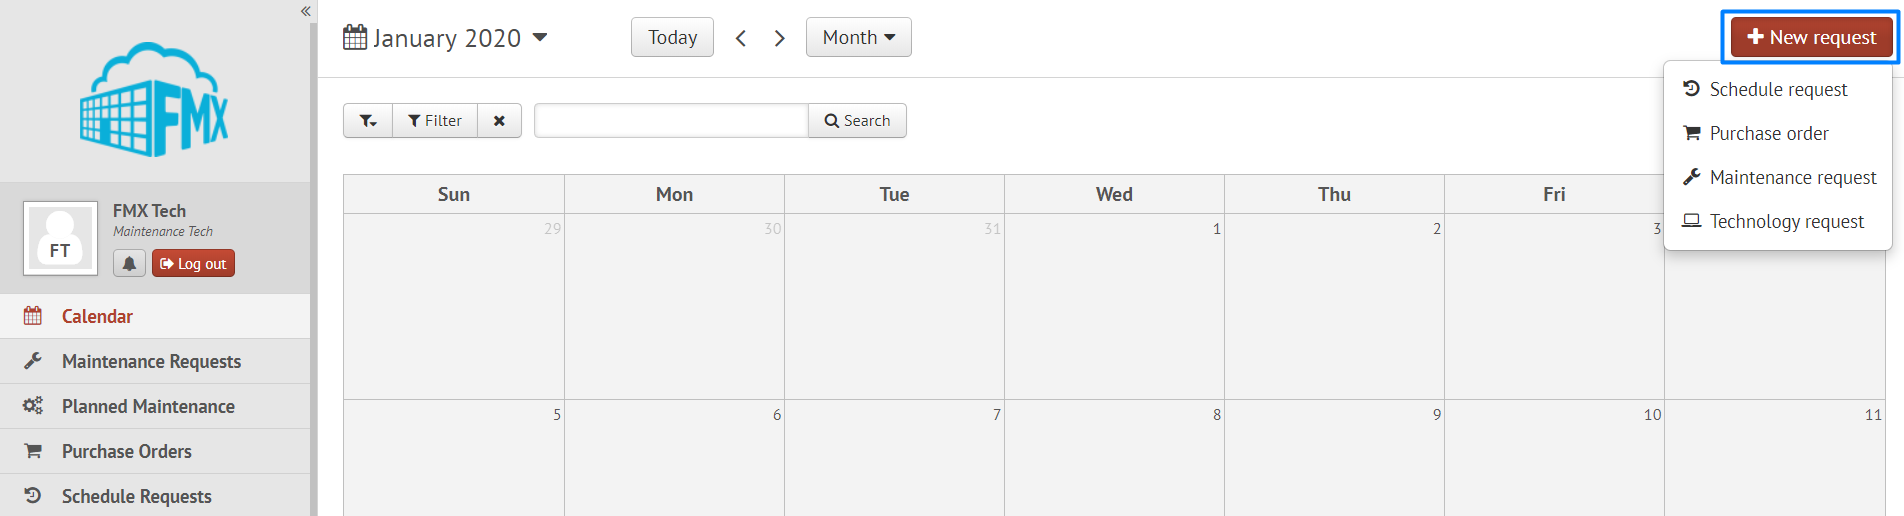 «
January 2020
Today
Month
+ New request
Schedule request
Purchase order
Maintenance request
Technology request
FMX
FT
FMX Tech
Maintenance Tech
Log out
Calendar
Maintenance Requests
Planned Maintenance
Purchase Orders
Schedule Requests
Filter
Search
Sun Mon Tue Wed Thu Fri
29 30 31 1 2 3
5 6 7 8 9 10 11